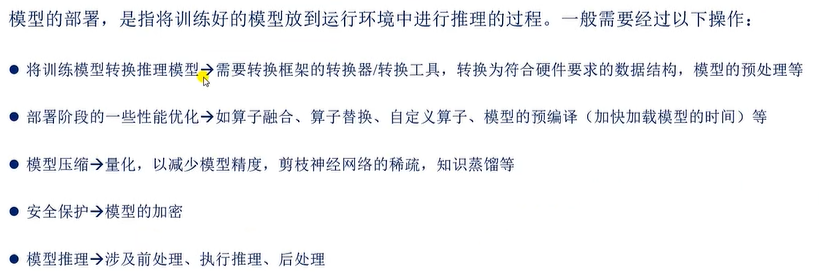 模型的部署，是指将训练好的模型放到运行环境中进行推理的过程。一般需要经过以下操作：
● 将训练模型转换推理模型→需要转换框架的转换器/转换工具，转换为符合硬件要求的数据结构，模型的预处理等
● 部署阶段的一些性能优化→如算子融合、算子替换、自定义算子、模型的预编译（加快加载模型的时间）等
● 模型压缩→量化，以减少模型精度，剪枝神经网络的稀疏，知识蒸馏等
● 安全保护→模型的加密
● 模型推理→涉及前处理、执行推理、后处理